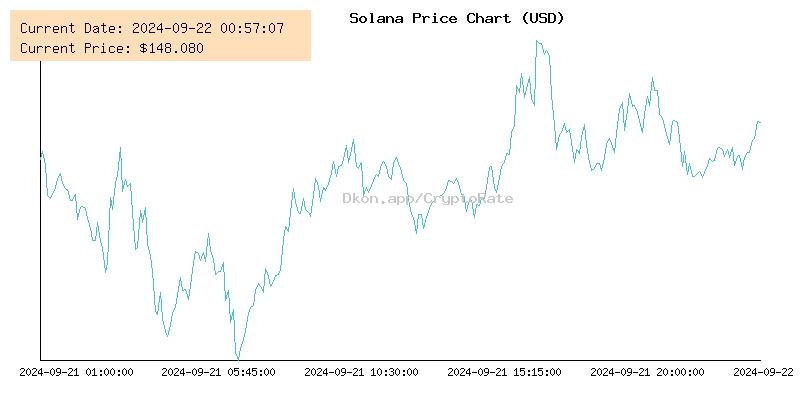 Solana Price Chart (USD)
Current Date: 2024-09-22 00:57:07
Current Price: $148.080
Dkon.app/CryptoRate
2024-09-21 01:00:00 2024-09-21 05:45:00 2024-09-21 10:30:00 2024-09-21 15:15:00 2024-09-21 20:00:00 2024-09-22